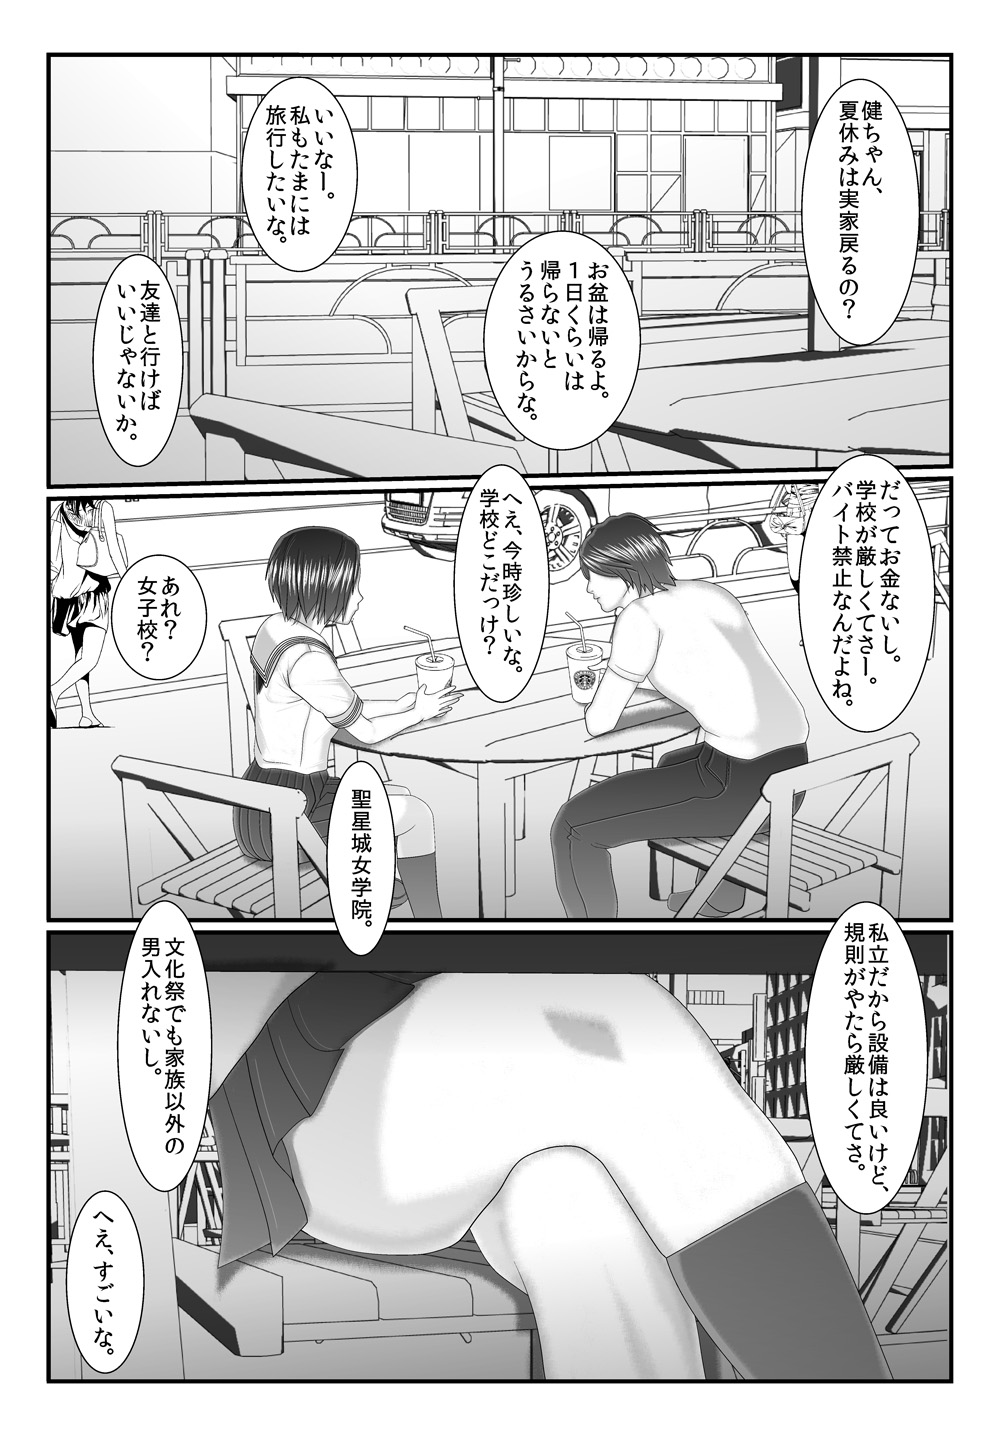 健ちゃん、
夏休みは実家戻るの？
お盆は帰るよ。
１日くらいは
帰らないと
うるさいからな。
いいなー。
私もたまには
旅行したいな。
友達と行けば
いいじゃないか。
だってお金ないし。
学校が厳しくてさー。
バイト禁止なんだよね。
へえ、今時珍しいな。
学校どこだっけ？
聖星城女学院。
あれ？
女子校？
私立だから設備は良いけど、
規則がやたら厳しくてさ。
文化祭でも家族以外の
男入れないし。
へえ、すごいな。